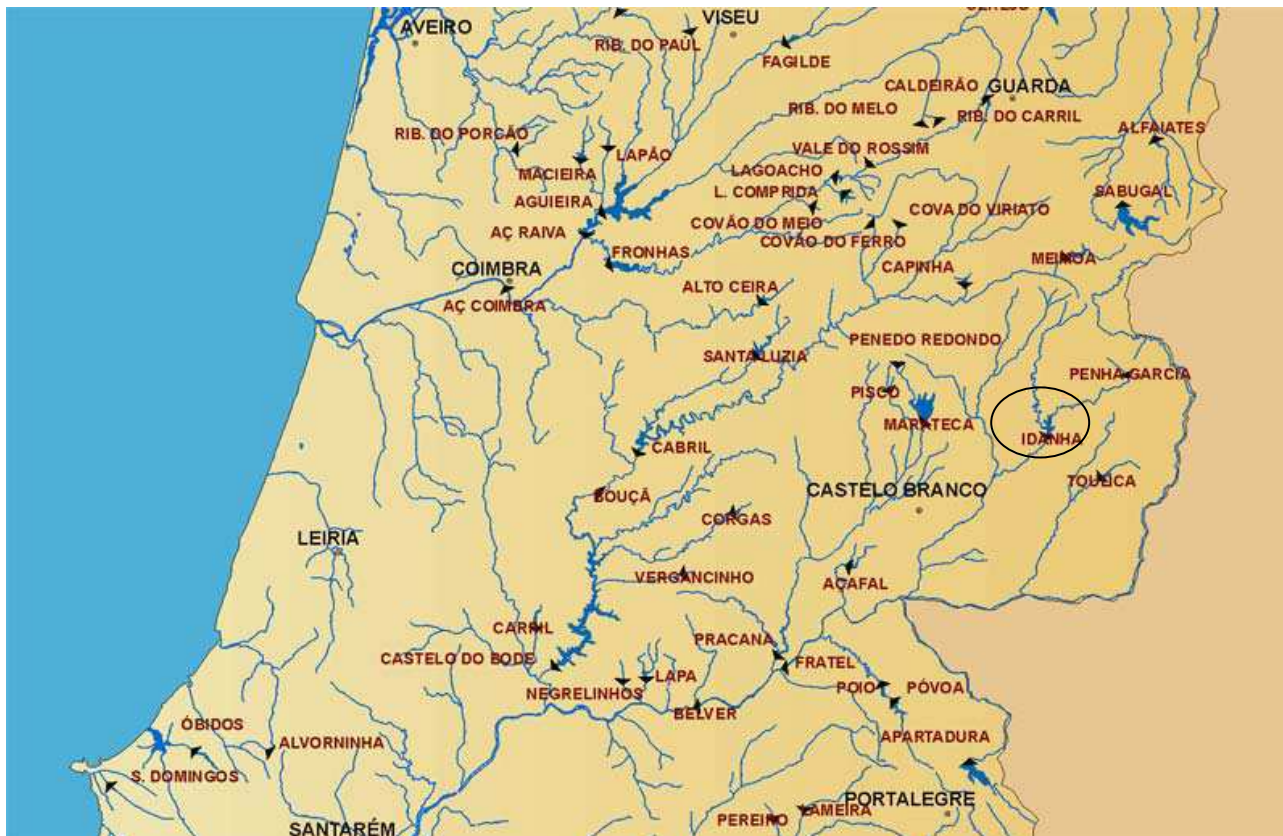 AVEIRO
VISEU
RIB. DO PAÚL
FAGILDE
CALDEIRÃO
GUARDA
RIB. DO MELO
RIB. DO CARRIL
ALFAIATES
RIB. DO PORCÃO
LAPÃO
VALE DO ROSSIM
MACIEIRA
LAGOACHO
L. COMPRIDA
SABUGAL
AGUIEIRA
COVÃO DO MEIO
COVA DO VIRIATO
AÇ RAIVA
COVÃO DO FERRO
FRONHAS
MEIMOA
COIMBRA
CAPINHA
ALTO CEIRA
AÇ COIMBRA
PENEDO REDONDO
SANTA LUZIA
PENHA GARCIA
PISCO
MARATECA
IDANHA
CABRIL
TOULICA
CASTELO BRANCO
BOUÇÃ
CORGAS
LEIRIA
VERGANCINHO
AÇAFAL
CARRIL
PRACANA
CASTELO DO BODE
FRATEL
LAPA
NEGRELINHOS
POIO
PÓVOA
BELVER
ÓBIDOS
ALVORNINHA
APARTADURA
S. DOMINGOS
PORTALEGRE
LAMEIRA
PEREIRO
SANTARÉM